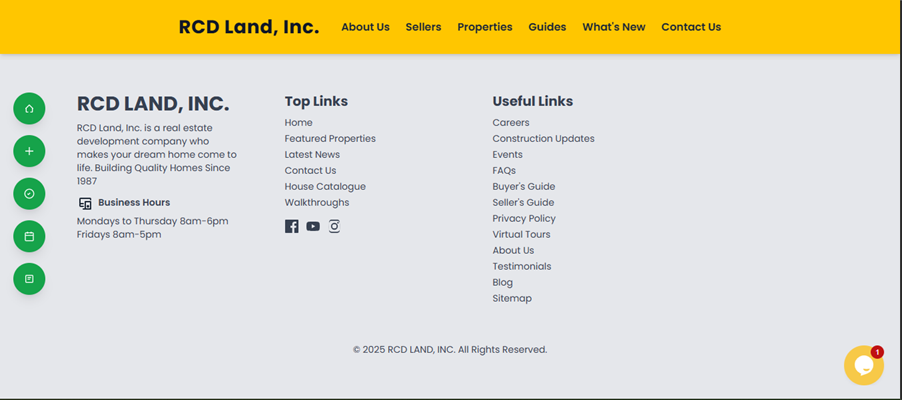 RCD Land, Inc. About Us Sellers Properties Guides What's New Contact Us
RCD LAND, INC.
RCD Land, Inc. is a real estate
development company who
makes your dream home come to
life. Building Quality Homes Since
1987
Business Hours
Mondays to Thursday 8am-6pm
Fridays 8am-5pm
Top Links
Home
Featured Properties
Latest News
Contact Us
House Catalogue
Walkthroughs
Useful Links
Careers
Construction Updates
Events
FAQs
Buyer's Guide
Seller's Guide
Privacy Policy
Virtual Tours
About Us
Testimonials
Blog
Sitemap
© 2025 RCD LAND, INC. All Rights Reserved.
1